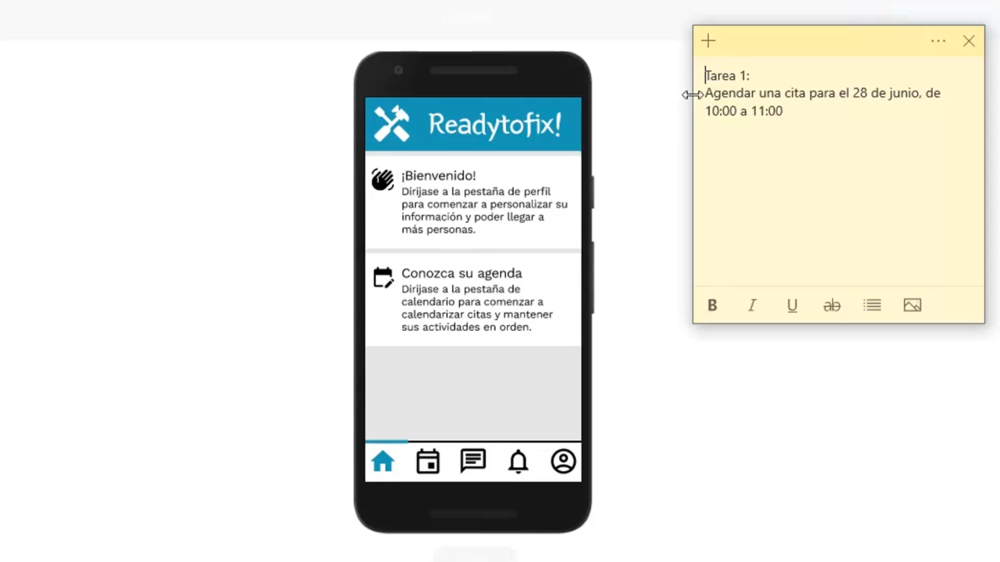 Readytofix!
¡Bienvenido!
Dirijase a la pestaña de perfil
para comenzar a personalizar su
información y poder llegar a
más personas.
Conozca su agenda
Dirijase a la pestaña de
calendario para comenzar a
calendarizar citas y mantener
sus actividades en orden.
Tarea 1:
Agendar una cita para el 28 de junio, de
10:00 a 11:00
B I U ab